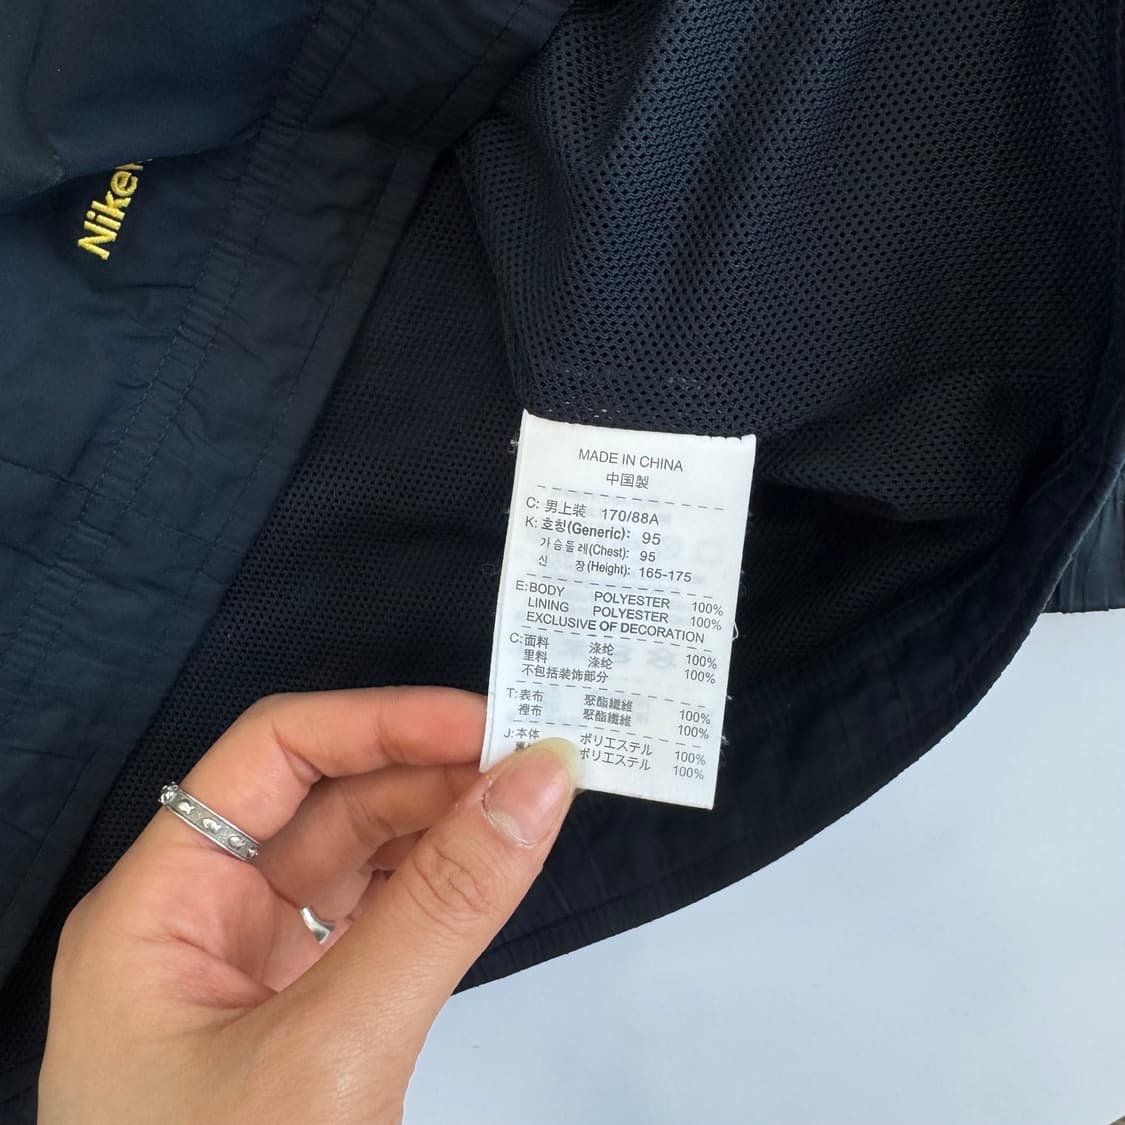 Nike
MADE IN CHINA
中国製
C: 男上装 170/88A
K: 호칭(Generic): 95
가슴둘레(Chest): 95
신 장(Height): 165-175
E: BODY POLYESTER 100%
LINING POLYESTER 100%
EXCLUSIVE OF DECORATION
C: 面料 涤纶 100%
里料 涤纶 100%
不包括装饰部分
T: 表布 聚酯纖維 100%
裡布 聚酯纖維 100%
J: 本体 ポリエステル 100%
ポリエステル 100%